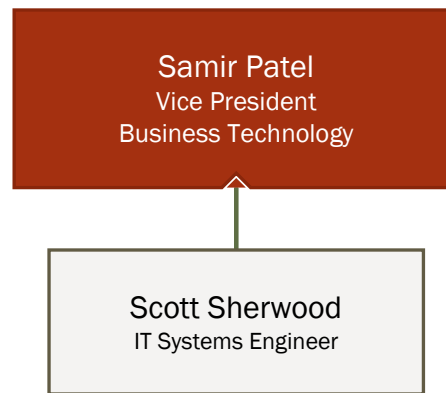 Samir Patel
Vice President
Business Technology
Scott Sherwood
IT Systems Engineer